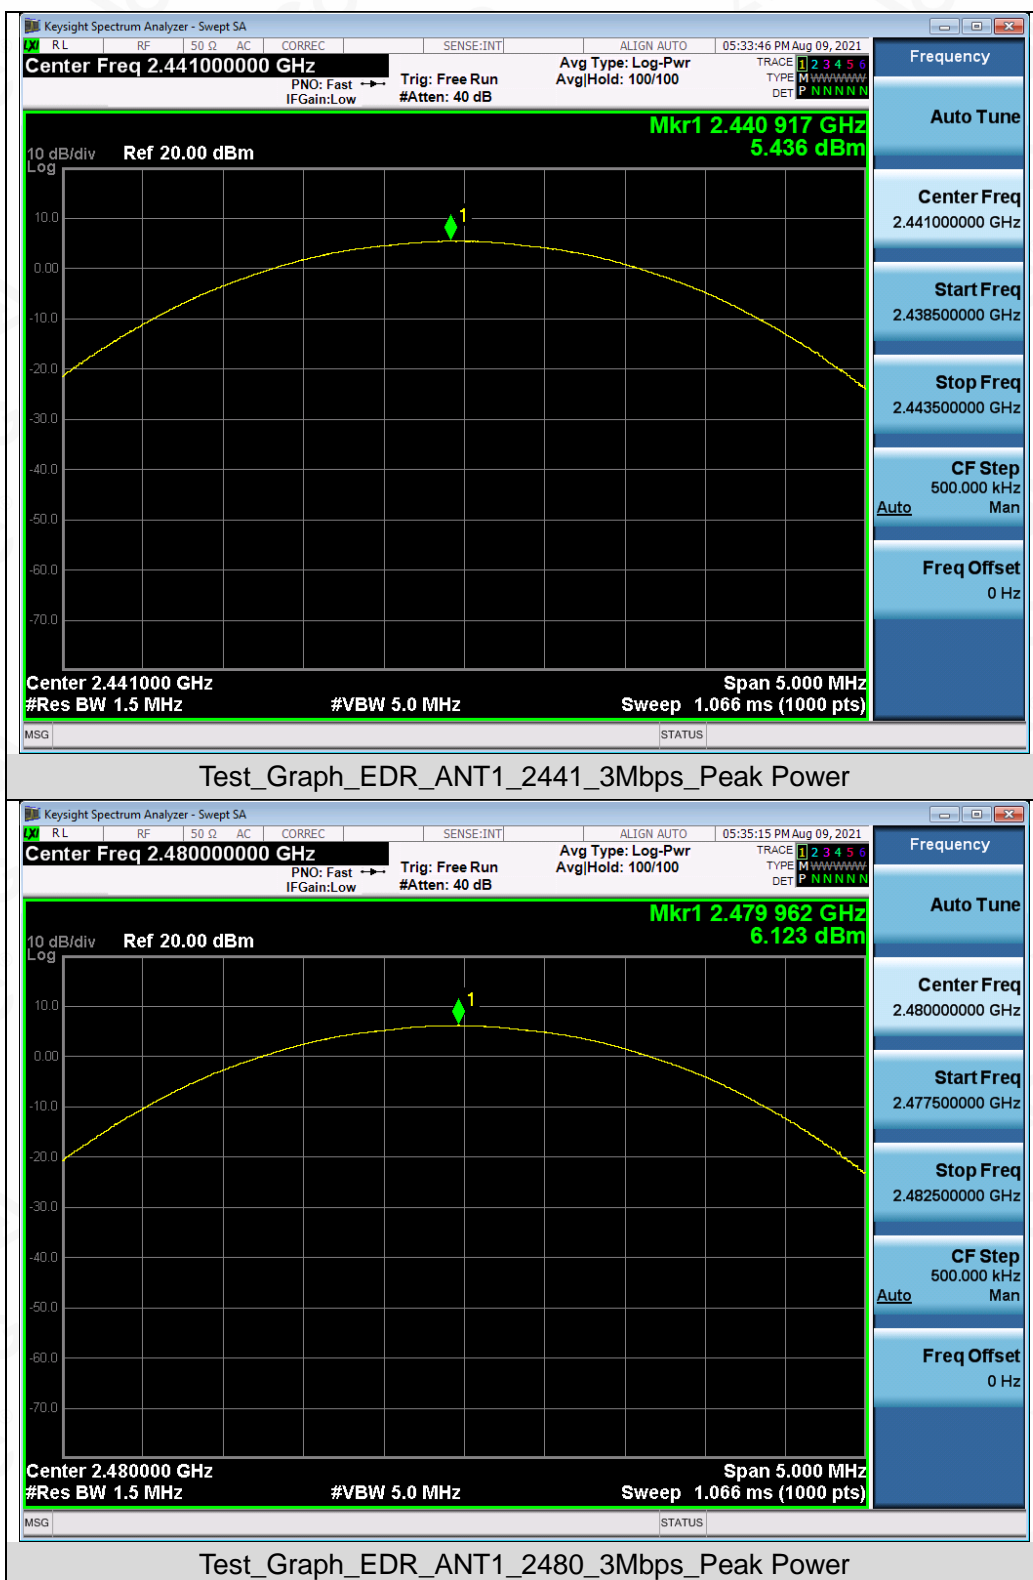 Keysight Spectrum Analyzer - Swept SA
LXI RL RF 50 Ω AC CORREC SENSE:INT ALIGN AUTO 05:33:46 PM Aug 09, 2021
Center Freq 2.441000000 GHz
PNO: Fast
IFGain:Low
Trig: Free Run
#Atten: 40 dB
Avg Type: Log-Pwr
Avg|Hold: 100/100
TRACE 1 2 3 4 5 6
TYPE M W W W W W
DET P N N N N N
Mkr1 2.440 917 GHz
5.436 dBm
10 dB/div Ref 20.00 dBm
Log
10.0
0.00
-10.0
-20.0
-30.0
-40.0
-50.0
-60.0
-70.0
1
Center 2.441000 GHz Span 5.000 MHz
#Res BW 1.5 MHz #VBW 5.0 MHz Sweep 1.066 ms (1000 pts)
MSG STATUS
Frequency
Auto Tune
Center Freq
2.441000000 GHz
Start Freq
2.438500000 GHz
Stop Freq
2.443500000 GHz
CF Step
500.000 kHz
Auto Man
Freq Offset
0 Hz
Test_Graph_EDR_ANT1_2441_3Mbps_Peak Power
Keysight Spectrum Analyzer - Swept SA
LXI RL RF 50 Ω AC CORREC SENSE:INT ALIGN AUTO 05:35:15 PM Aug 09, 2021
Center Freq 2.480000000 GHz
PNO: Fast
IFGain:Low
Trig: Free Run
#Atten: 40 dB
Avg Type: Log-Pwr
Avg|Hold: 100/100
TRACE 1 2 3 4 5 6
TYPE M W W W W W
DET P N N N N N
Mkr1 2.479 962 GHz
6.123 dBm
10 dB/div Ref 20.00 dBm
Log
10.0
0.00
-10.0
-20.0
-30.0
-40.0
-50.0
-60.0
-70.0
1
Center 2.480000 GHz Span 5.000 MHz
#Res BW 1.5 MHz #VBW 5.0 MHz Sweep 1.066 ms (1000 pts)
MSG STATUS
Frequency
Auto Tune
Center Freq
2.480000000 GHz
Start Freq
2.477500000 GHz
Stop Freq
2.482500000 GHz
CF Step
500.000 kHz
Auto Man
Freq Offset
0 Hz
Test_Graph_EDR_ANT1_2480_3Mbps_Peak Power